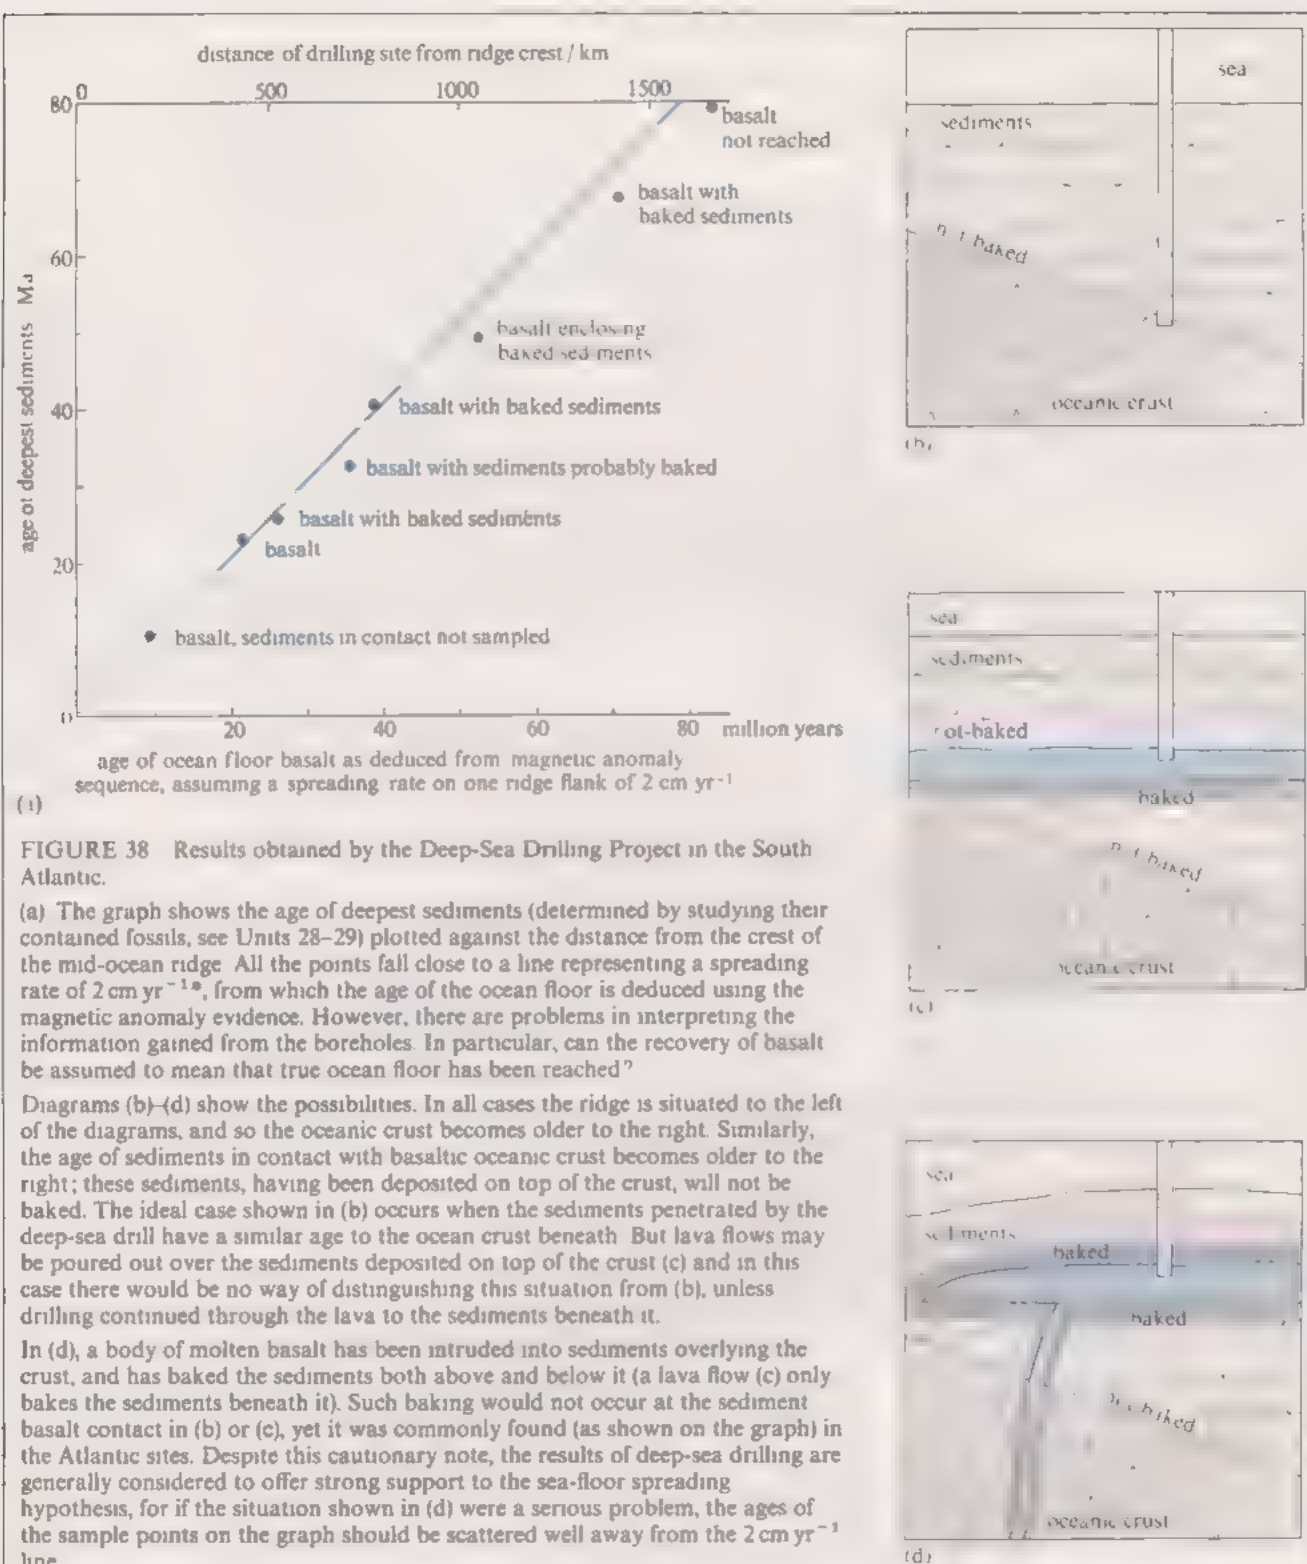 distance of drilling site from ridge crest / km
0 500 1000 1500
80
60
40
20
0
age of deepest sediments Ma
basalt
not reached
basalt with
baked sediments
basalt enclosing
baked sediments
basalt with baked sediments
basalt with sediments probably baked
basalt with baked sediments
basalt
basalt, sediments in contact not sampled
20 40 60 80 million years
age of ocean floor basalt as deduced from magnetic anomaly
sequence, assuming a spreading rate on one ridge flank of 2 cm yr⁻¹
FIGURE 38 Results obtained by the Deep-Sea Drilling Project in the South
Atlantic.
(a) The graph shows the age of deepest sediments (determined by studying their
contained fossils, see Units 28–29) plotted against the distance from the crest of
the mid-ocean ridge All the points fall close to a line representing a spreading
rate of 2 cm yr⁻¹*, from which the age of the ocean floor is deduced using the
magnetic anomaly evidence. However, there are problems in interpreting the
information gained from the boreholes. In particular, can the recovery of basalt
be assumed to mean that true ocean floor has been reached?
Diagrams (b)–(d) show the possibilities. In all cases the ridge is situated to the left
of the diagrams, and so the oceanic crust becomes older to the right. Similarly,
the age of sediments in contact with basaltic oceanic crust becomes older to the
right; these sediments, having been deposited on top of the crust, will not be
baked. The ideal case shown in (b) occurs when the sediments penetrated by the
deep-sea drill have a similar age to the ocean crust beneath But lava flows may
be poured out over the sediments deposited on top of the crust (c) and in this
case there would be no way of distinguishing this situation from (b), unless
drilling continued through the lava to the sediments beneath it.
In (d), a body of molten basalt has been intruded into sediments overlying the
crust, and has baked the sediments both above and below it (a lava flow (c) only
bakes the sediments beneath it). Such baking would not occur at the sediment
basalt contact in (b) or (c), yet it was commonly found (as shown on the graph) in
the Atlantic sites. Despite this cautionary note, the results of deep-sea drilling are
generally considered to offer strong support to the sea-floor spreading
hypothesis, for if the situation shown in (d) were a serious problem, the ages of
the sample points on the graph should be scattered well away from the 2 cm yr⁻¹
line.
sea
sediments
not baked
oceanic crust
(b)
sea
sediments
not-baked
baked
not baked
oceanic crust
(c)
sea
sediments
baked
baked
not baked
oceanic crust
(d)